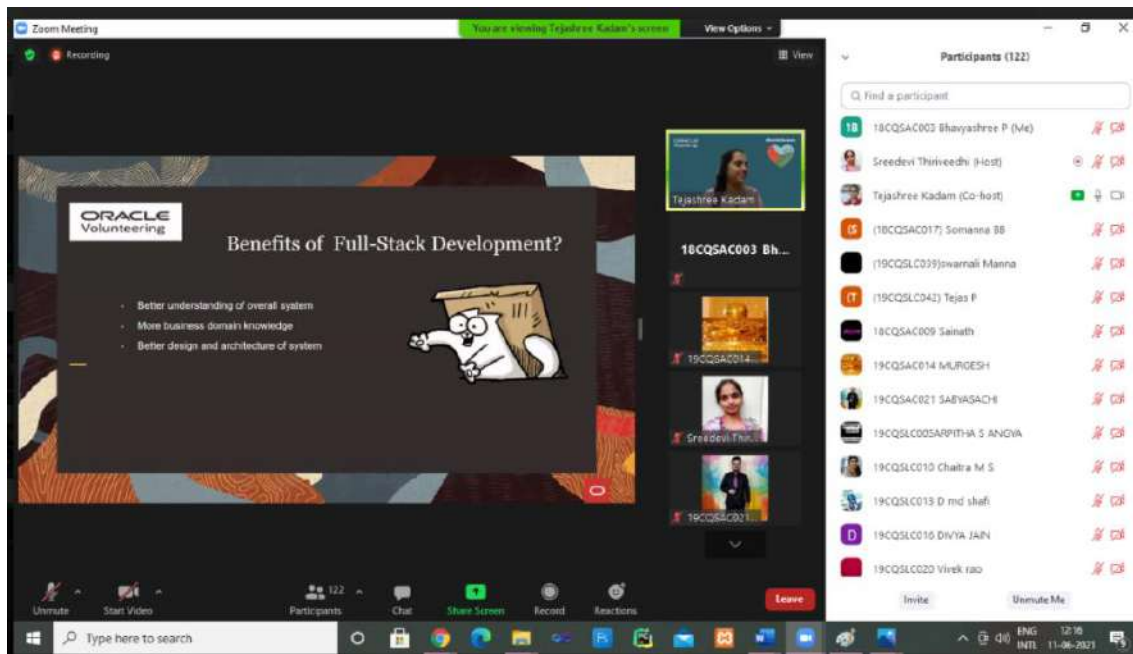 Zoom Meeting
You are viewing Tejashree Kadam's screen
View Options
Recording
View
ORACLE
Volunteering
Benefits of Full-Stack Development?
Better understanding of overall system
More business domain knowledge
Better design and architecture of system
Tejashree Kadam
18CQSAC003 Bh...
19CQSAC014...
Sreedevi Thiri...
19CQSAC021...
Participants (122)
Find a participant
18
18CQSAC003 Bhavyashree P (Me)
Sreedevi Thiriveedhi (Host)
Tejashree Kadam (Co-host)
(S
(18CQSAC017) Somanna BB
(19CQSLC039)swarnali Manna
(T
(19CQSLC042) Tejas P
18CQSAC009 Sainath
19CQSAC014 MURGESH
19CQSAC021 SABYASACHI
19CQSLC005ARPITHA S ANGYA
19CQSLC010 Chaitra M S
19CQSLC013 D md shafi
D
19CQSLC016 DIVYA JAIN
19CQSLC020 Vivek rao
Invite
Unmute Me
Unmute
Start Video
122
Participants
Chat
Share Screen
Record
Reactions
Leave
Type here to search
ENG
INTL
12:16
11-06-2021